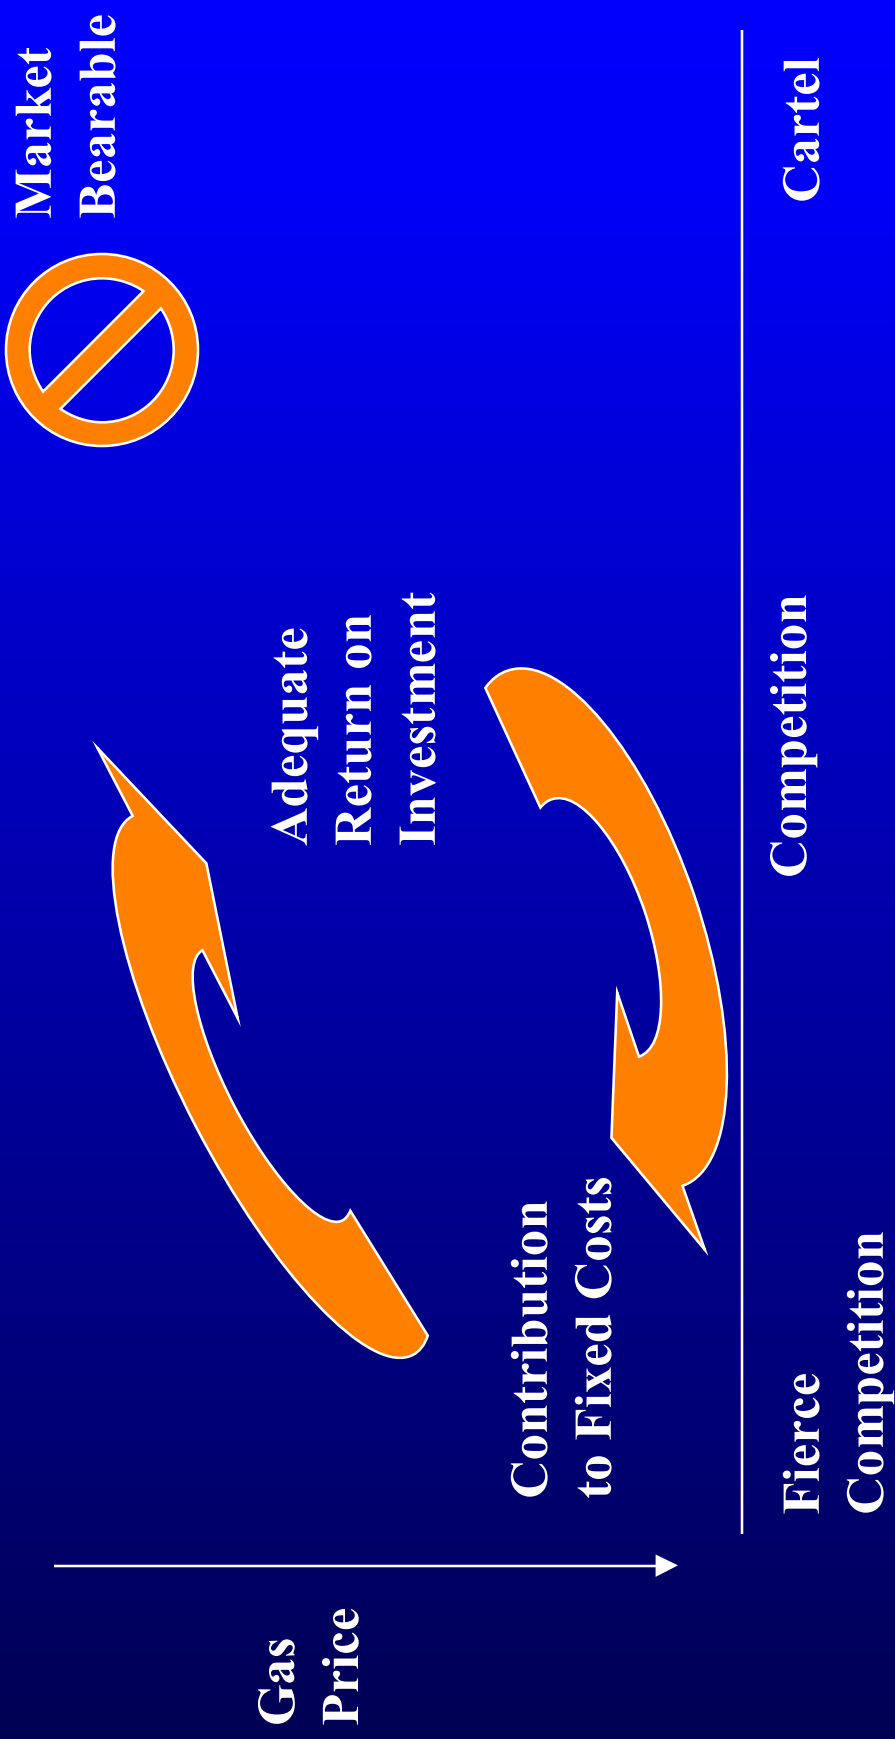 Market
Bearable
Adequate
Return on
Investment
Contribution
to Fixed Costs
Gas
Price
Fierce
Competition
Competition
Cartel